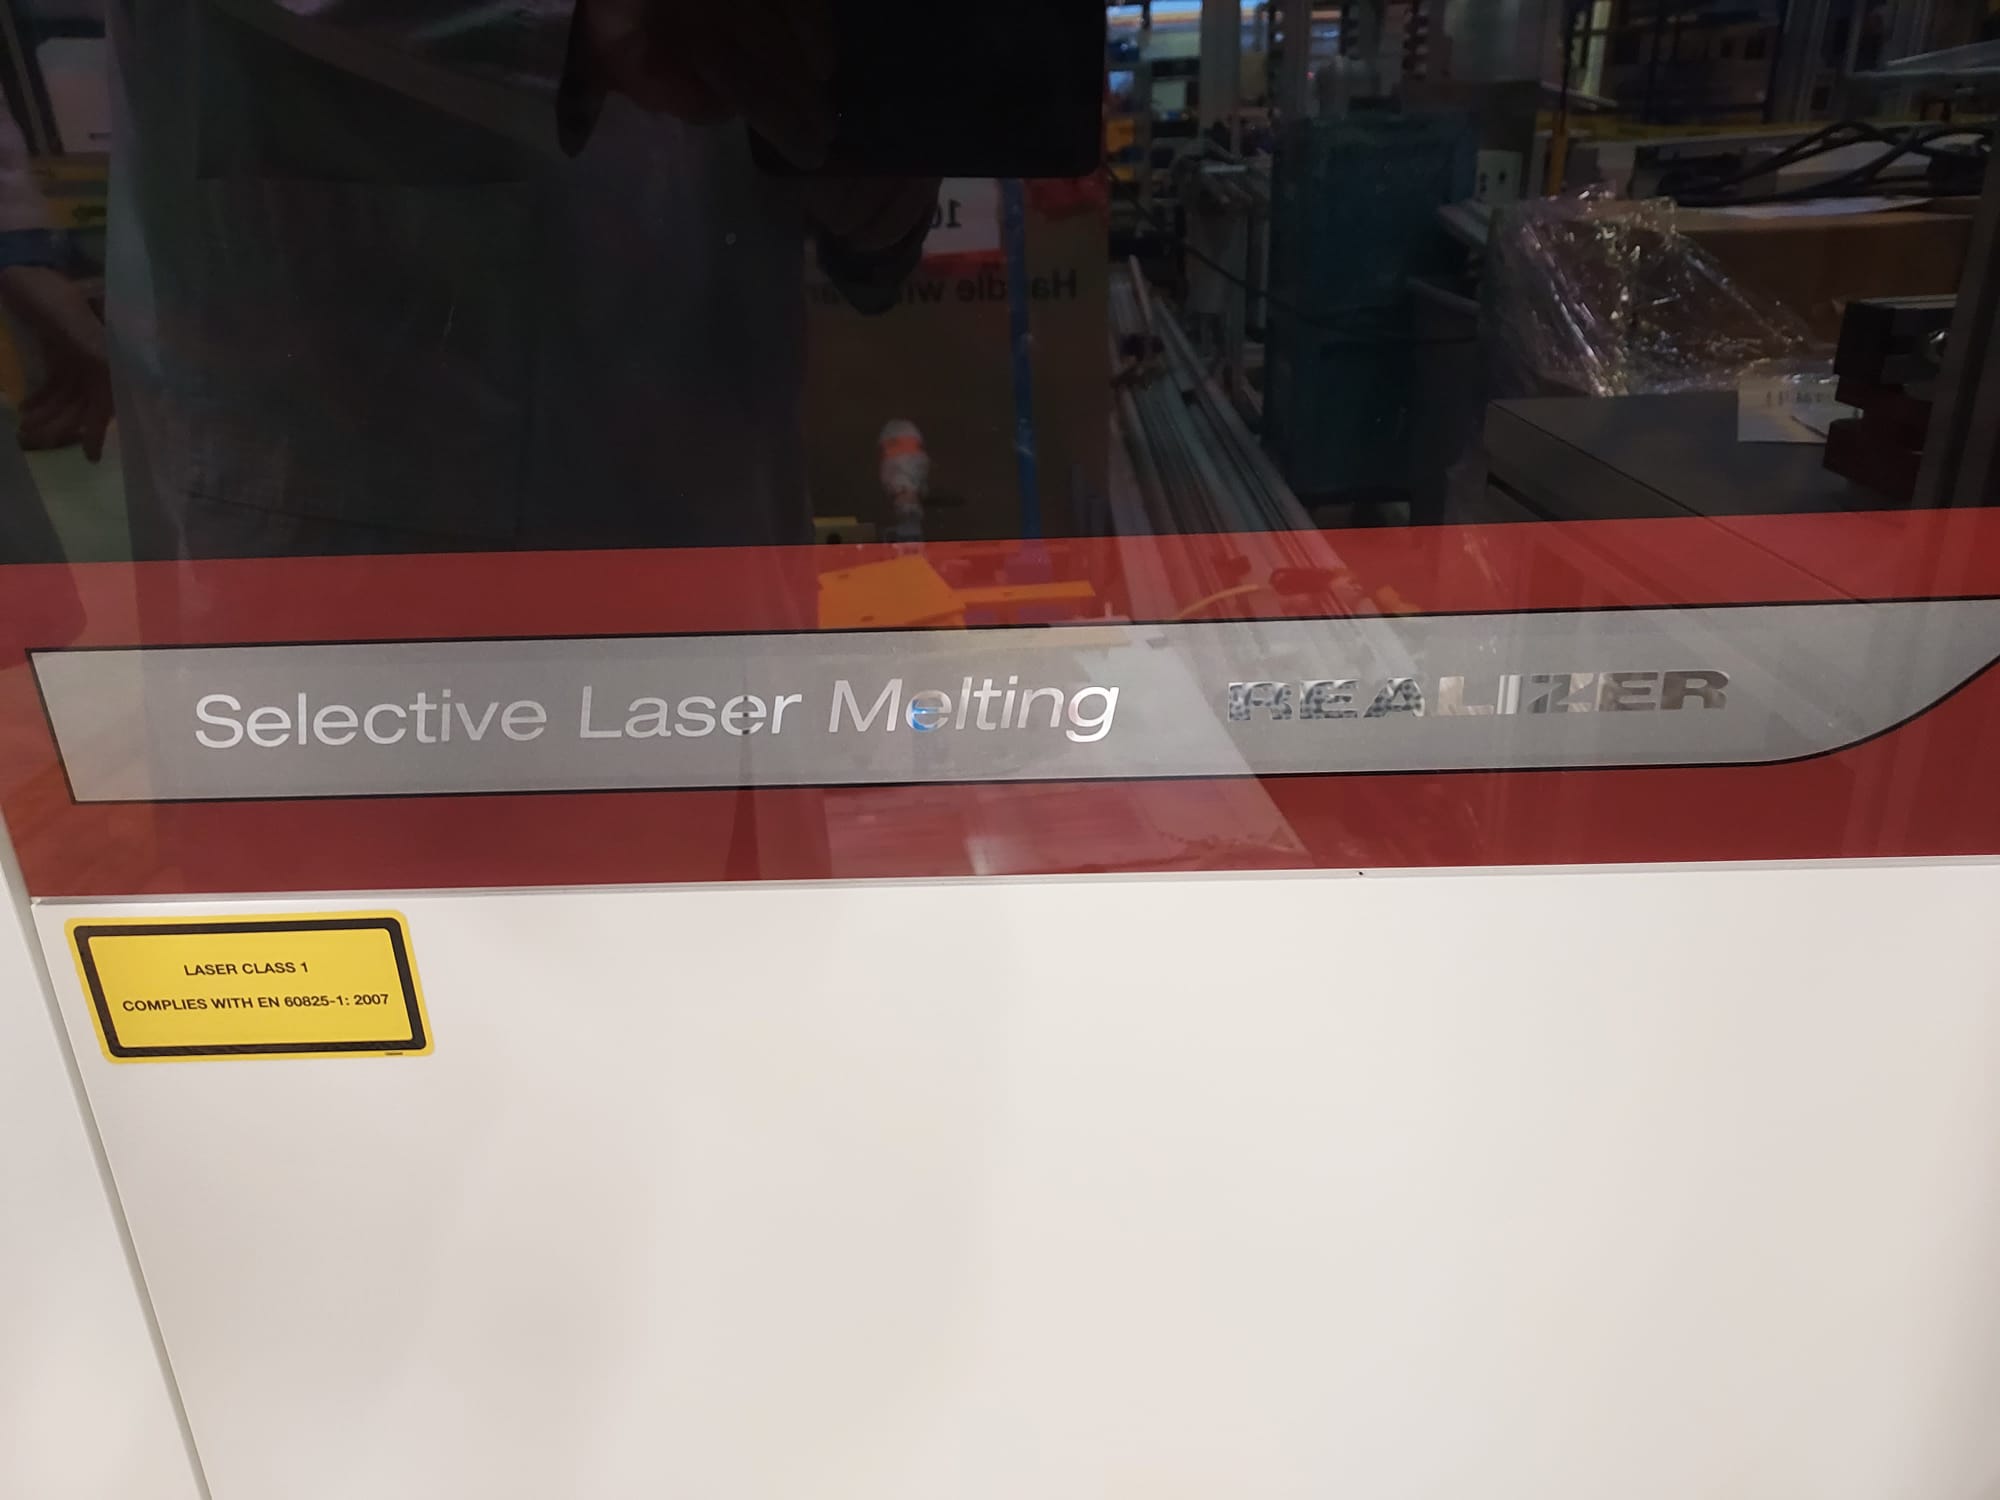 Selective Laser Melting REALIZER
LASER CLASS 1
COMPLIES WITH EN 60825-1: 2007